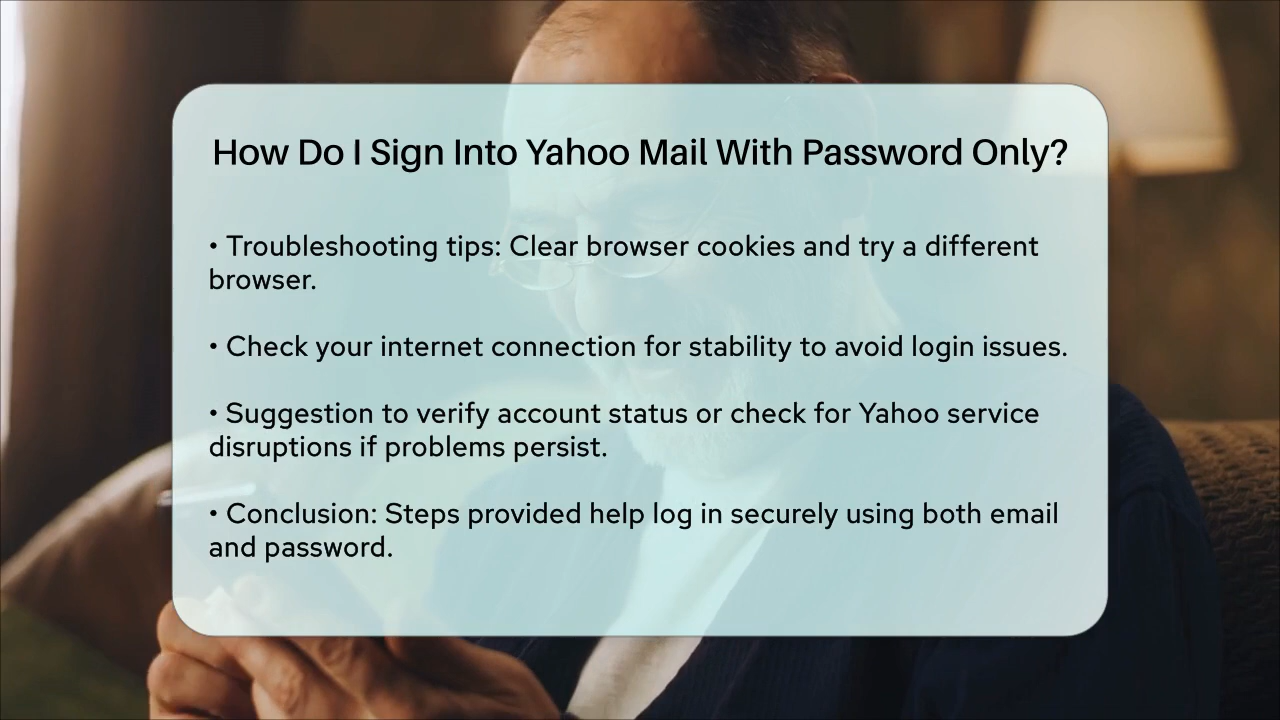 How Do I Sign Into Yahoo Mail With Password Only?
• Troubleshooting tips: Clear browser cookies and try a different
browser.
• Check your internet connection for stability to avoid login issues.
• Suggestion to verify account status or check for Yahoo service
disruptions if problems persist.
• Conclusion: Steps provided help log in securely using both email
and password.